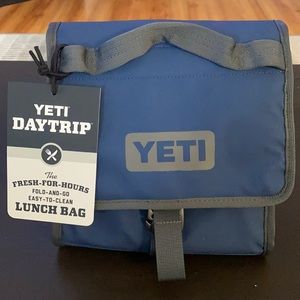 YETI
DAYTRIP
The
FRESH-FOR-HOURS
FOLD-AND-GO
EASY-TO-CLEAN
LUNCH BAG
YETI